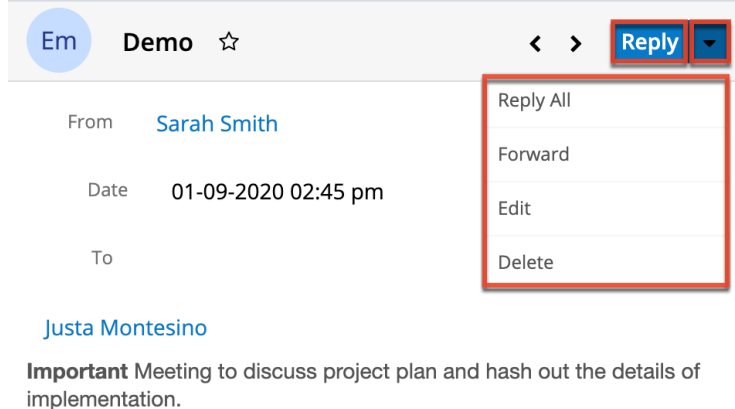 Em Demo Reply
Reply All
From Sarah Smith
Forward
Date 01-09-2020 02:45 pm
Edit
To
Delete
Justa Montesino
Important Meeting to discuss project plan and hash out the details of
implementation.